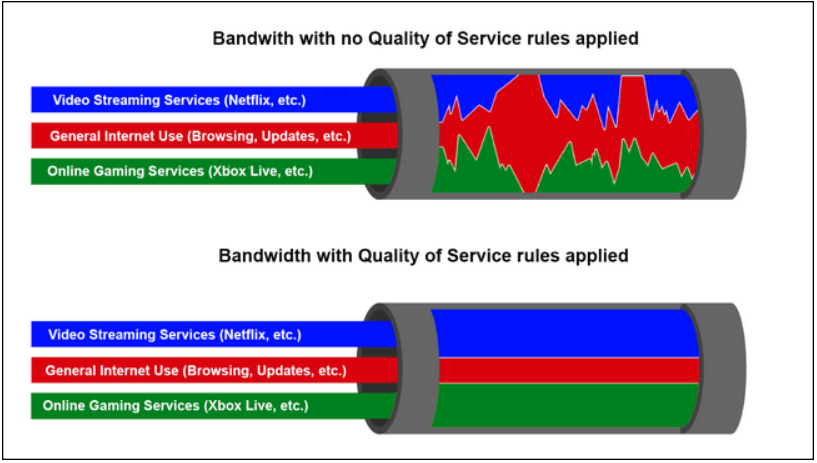 Bandwith with no Quality of Service rules applied
Video Streaming Services (Netflix, etc.)
General Internet Use (Browsing, Updates, etc.)
Online Gaming Services (Xbox Live, etc.)
Bandwidth with Quality of Service rules applied
Video Streaming Services (Netflix, etc.)
General Internet Use (Browsing, Updates, etc.)
Online Gaming Services (Xbox Live, etc.)